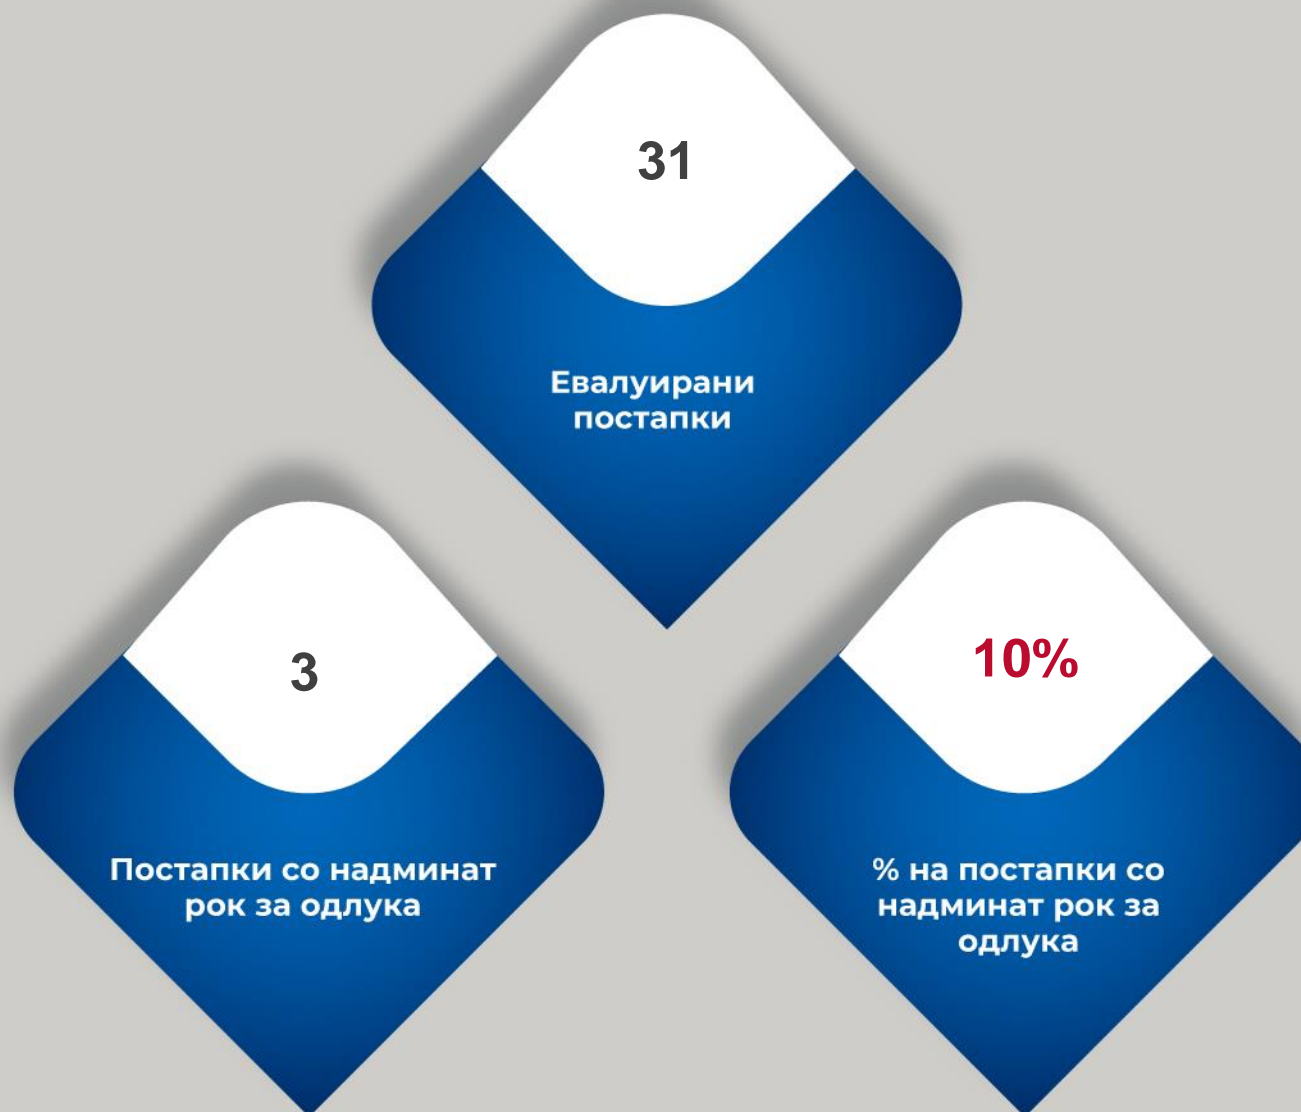 31
Евалуирани
постапки
3
Постапки со надминат
рок за одлука
10%
% на постапки со
надминат рок за
одлука